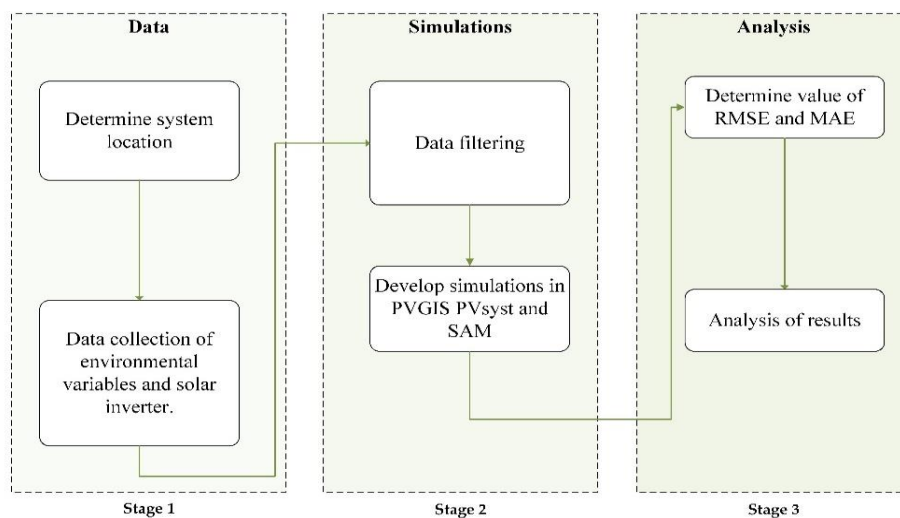 Data
Determine system
location
Data collection of
environmental
variables and solar
inverter.
Stage 1
Simulations
Data filtering
Develop simulations in
PVGIS PVsyst and
SAM
Stage 2
Analysis
Determine value of
RMSE and MAE
Analysis of results
Stage 3